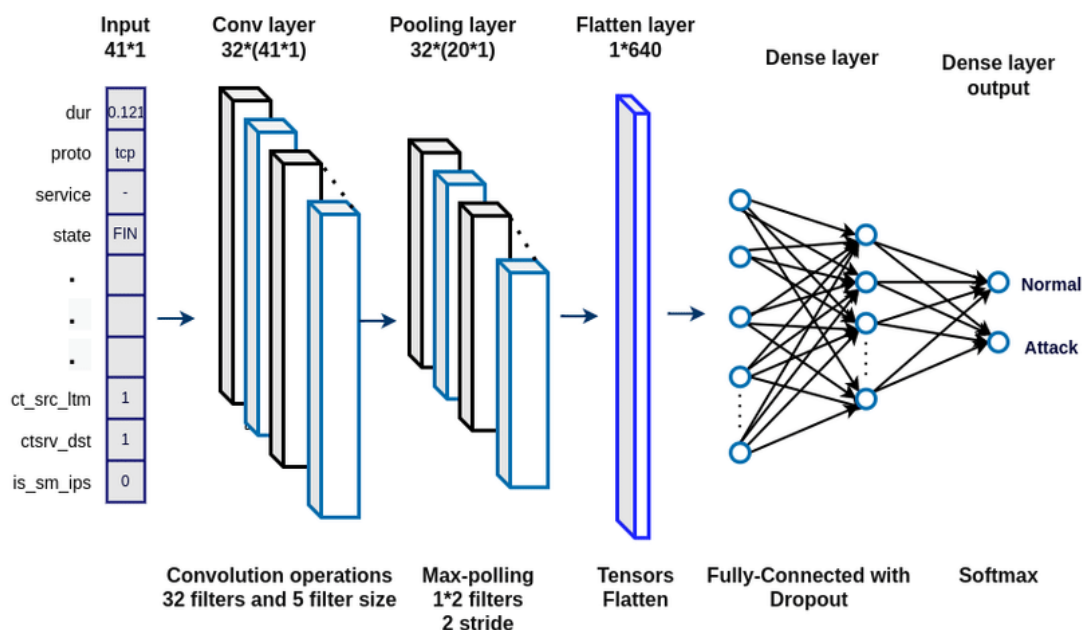 Input
41*1
Conv layer
32*(41*1)
Pooling layer
32*(20*1)
Flatten layer
1*640
Dense layer
Dense layer
output
dur
0.121
proto
tcp
service
-
state
FIN
ct_src_ltm
1
ctsrv_dst
1
is_sm_ips
0
Normal
Attack
Convolution operations
32 filters and 5 filter size
Max-polling
1*2 filters
2 stride
Tensors
Flatten
Fully-Connected with
Dropout
Softmax